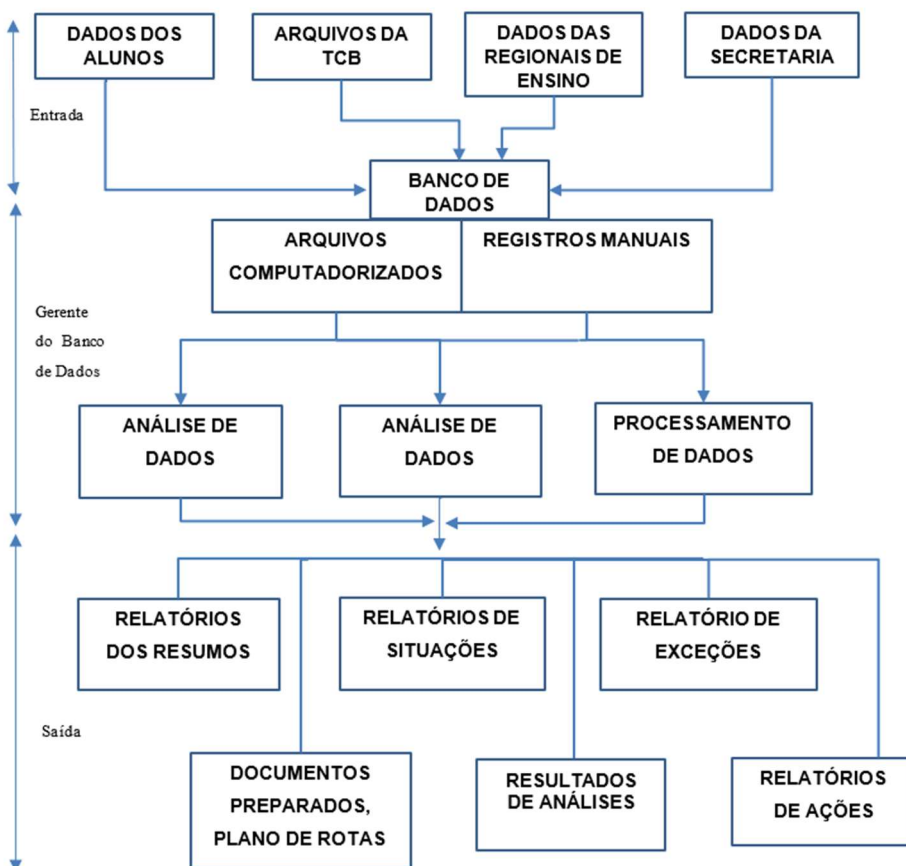 DADOS DOS
ALUNOS
ARQUIVOS DA
TCB
DADOS DAS
REGIONAIS DE
ENSINO
DADOS DA
SECRETARIA
Entrada
BANCO DE
DADOS
ARQUIVOS
COMPUTADORIZADOS
REGISTROS MANUAIS
Gerente
do Banco
de Dados
ANÁLISE DE
DADOS
ANÁLISE DE
DADOS
PROCESSAMENTO
DE DADOS
RELATÓRIOS
DOS RESUMOS
RELATÓRIOS DE
SITUAÇÕES
RELATÓRIO DE
EXCEÇÕES
Saída
DOCUMENTOS
PREPARADOS,
PLANO DE ROTAS
RESULTADOS
DE ANÁLISES
RELATÓRIOS
DE AÇÕES